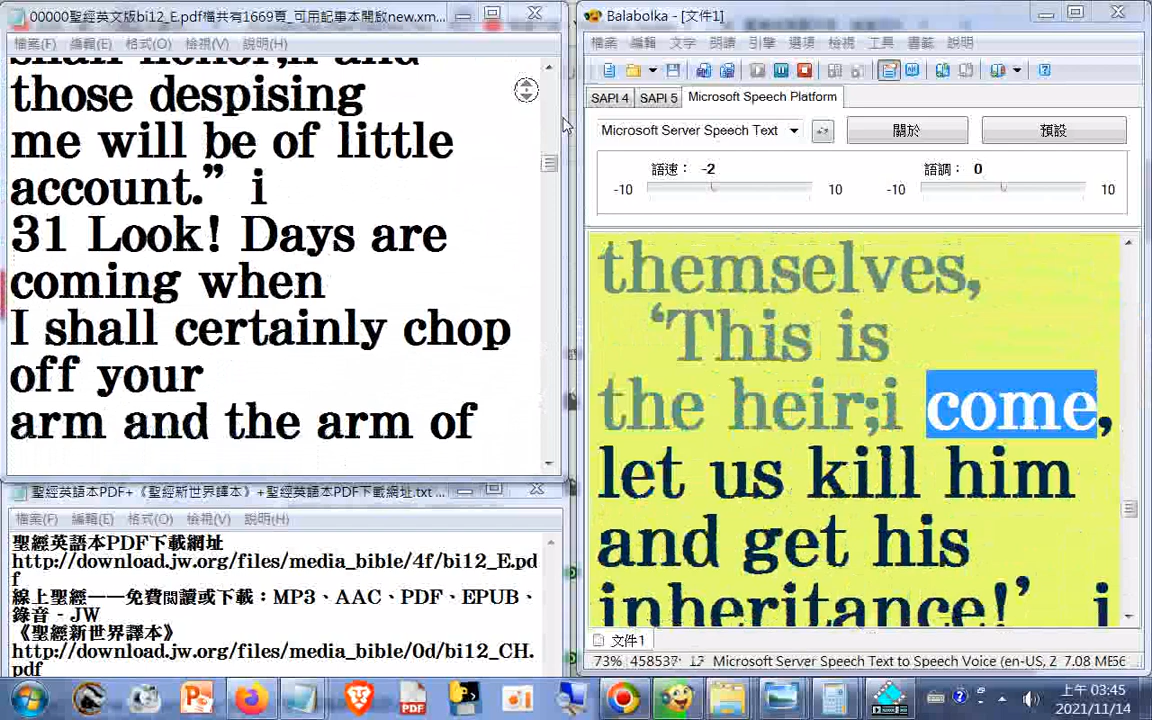 00000聖經英文版bi12_E.pdf檔共有1669頁_可用記事本開啟new.xm...
檔案(F) 編輯(E) 格式(O) 檢視(V) 說明(H)
shall honor,h and
those despising
me will be of little
account.” i
31 Look! Days are
coming when
I shall certainly chop
off your
arm and the arm of
聖經英語本PDF+《聖經新世界譯本》+聖經英語本PDF下載網址.txt ...
檔案(F) 編輯(E) 格式(O) 檢視(V) 說明(H)
聖經英語本PDF下載網址
http://download.jw.org/files/media_bible/4f/bi12_E.pd
f
線上聖經──免費閱讀或下載：MP3、AAC、PDF、EPUB、
錄音 - JW
《聖經新世界譯本》
http://download.jw.org/files/media_bible/0d/bi12_CH.
pdf
Balabolka - [文件1]
檔案 編輯 文字 朗讀 引擎 選項 檢視 工具 書籤 說明
SAPI 4 SAPI 5 Microsoft Speech Platform
Microsoft Server Speech Text 關於 預設
語速： -2 語調： 0
-10 10 -10 10
themselves,
‘This is
the heir;i come,
let us kill him
and get his
inheritance!’ i
文件1
73% Microsoft Server Speech Text to Speech Voice (en-US, 2 7.08 ME
上午 03:45
2021/11/14